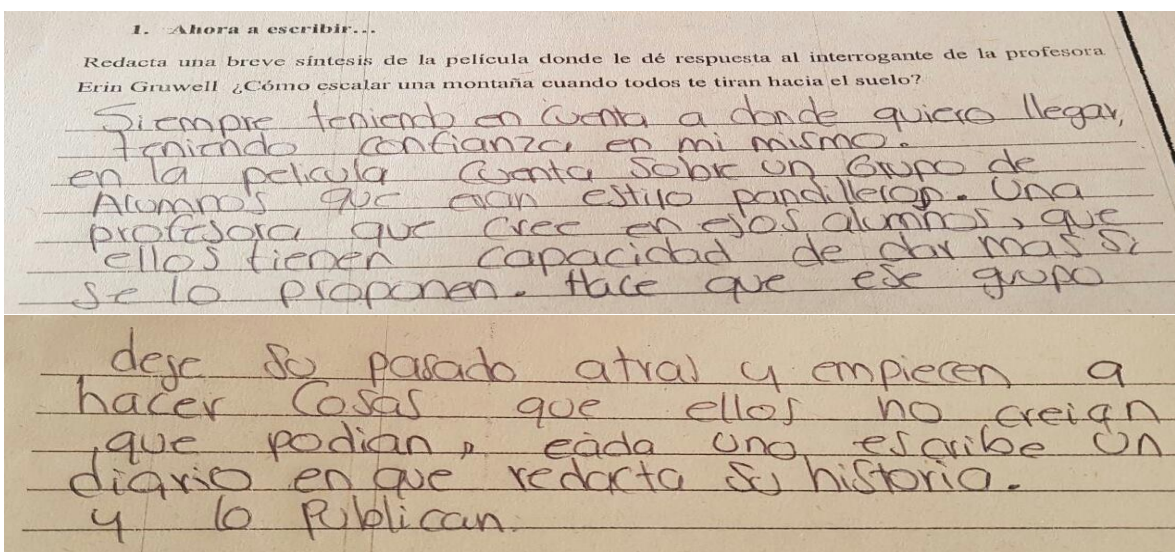 1. Ahora a escribir...
Redacta una breve síntesis de la película donde le dé respuesta al interrogante de la profesora
Erin Gruwell ¿Cómo escalar una montaña cuando todos te tiran hacia el suelo?
Siempre teniendo en cuenta a donde quiero llegar,
teniendo confianza en mi mismo.
en la pelicula cuenta sobre un Grupo de
Alumnos que eran estilo pandilleros. Una
profesora que cree en esos alumnos, que
ellos tienen capacidad de dar mas si
se lo proponen. Hace que ese grupo
deje su pasado atras y empiecen a
hacer cosas que ellos no creian
que podian, cada uno escribe un
diario en que redacta su historia.
y lo publican.